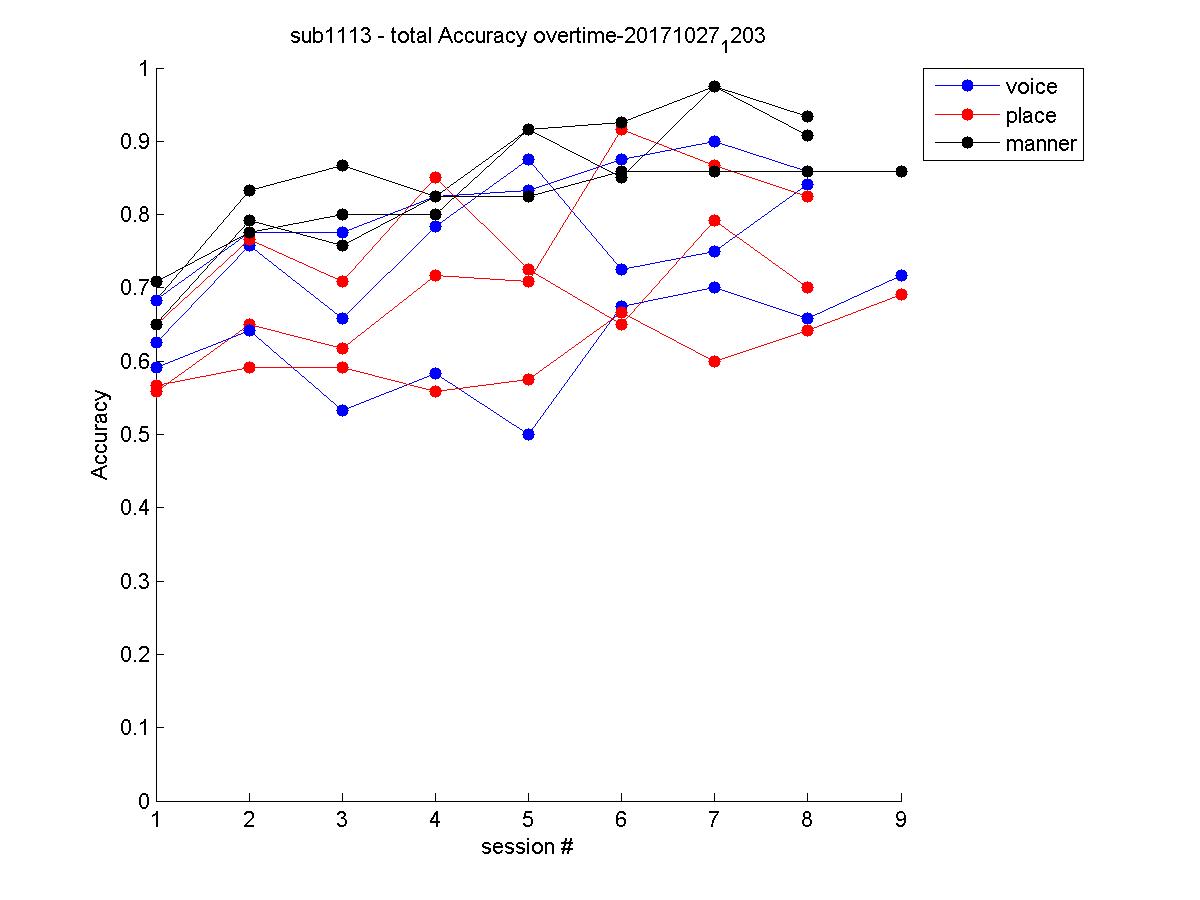 sub1113 - total Accuracy overtime-20171027₁203
voice
place
manner
1
0.9
0.8
0.7
0.6
0.5
0.4
0.3
0.2
0.1
0
Accuracy
1 2 3 4 5 6 7 8 9
session #